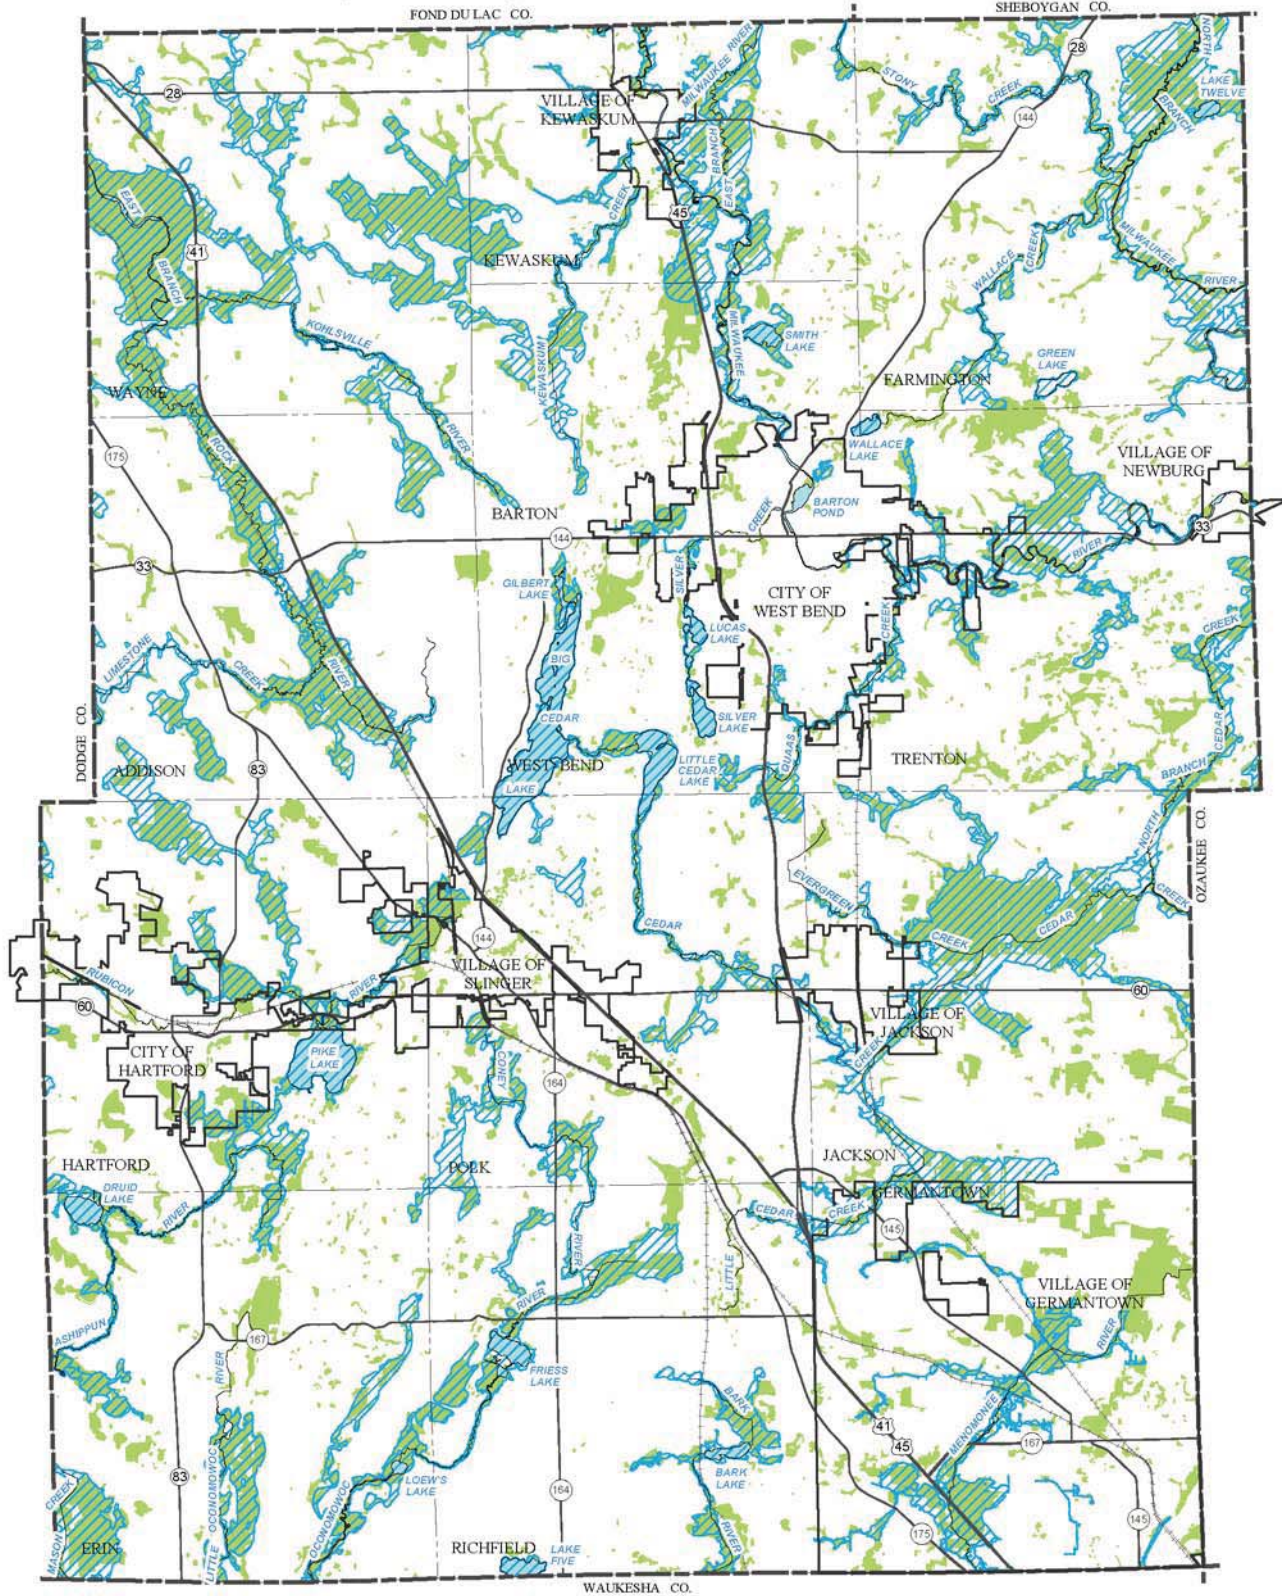 FOND DU LAC CO.
SHEBOYGAN CO.
28
28
144
NORTH
BRANCH
LAKE
TWELVE
STONY
CREEK
MILWAUKEE RIVER
VILLAGE OF
KEWASKUM
EAST
BRANCH
CREEK
45
EAST
BRANCH
41
KEWASKUM
WALLACE
CREEK
MILWAUKEE
RIVER
KOHLSVILLE
RIVER
KEWASKUM
MILWAUKEE
SMITH
LAKE
GREEN
LAKE
WAYNE
FARMINGTON
175
ROCK
WALLACE
LAKE
VILLAGE OF
NEWBURG
BARTON
BARTON
POND
CREEK
144
33
33
RIVER
GILBERT
LAKE
SILVER
CITY OF
WEST BEND
CREEK
LUCAS
LAKE
CREEK
LIMESTONE
CREEK
RIVER
BIG
CEDAR
LAKE
SILVER
LAKE
DODGE CO.
ADDISON
83
WEST BEND
LITTLE
CEDAR
LAKE
QUAAS
TRENTON
CEDAR
BRANCH
NORTH
OZAUKEE CO.
EVERGREEN
CREEK
CEDAR
CREEK
CEDAR
144
VILLAGE OF
SLINGER
RUBICON
RIVER
60
60
VILLAGE OF
JACKSON
CREEK
CITY OF
HARTFORD
PIKE
LAKE
CONEY
164
HARTFORD
POLK
JACKSON
GERMANTOWN
DRUID
LAKE
RIVER
CEDAR
CREEK
145
RIVER
LITTLE
VILLAGE OF
GERMANTOWN
RIVER
ASHIPPUN
167
RIVER
FRIESS
LAKE
BARK
41
45
MENOMONEE
167
83
LOEW'S
LAKE
BARK
LAKE
164
CREEK
MASON
LITTLE OCONOMOWOC
OCONOMOWOC
RIVER
175
145
ERIN
RICHFIELD
LAKE
FIVE
WAUKESHA CO.